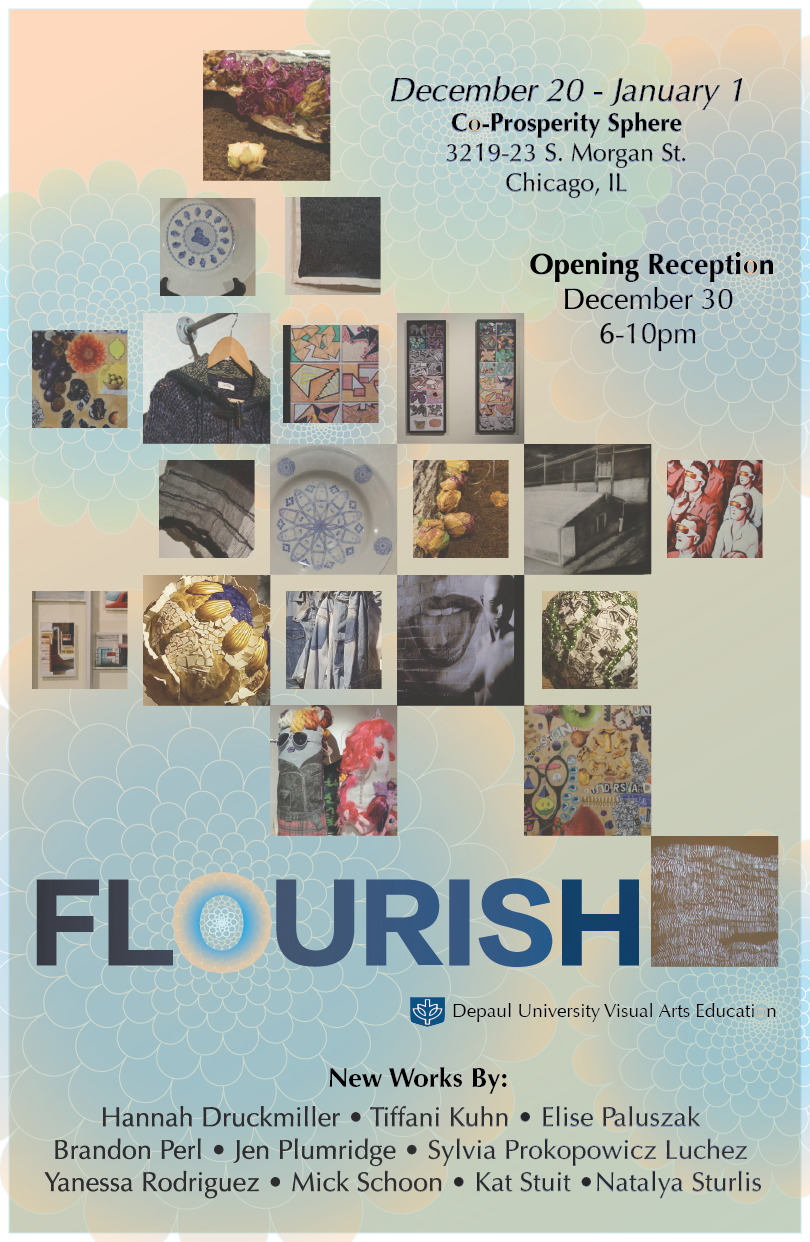 December 20 - January 1
Co-Prosperity Sphere
3219-23 S. Morgan St.
Chicago, IL
Opening Reception
December 30
6-10pm
FLOURISH
Depaul University Visual Arts Education
New Works By:
Hannah Druckmiller • Tiffani Kuhn • Elise Paluszak
Brandon Perl • Jen Plumridge • Sylvia Prokopowicz Luchez
Yanessa Rodriguez • Mick Schoon • Kat Stuit •Natalya Sturlis